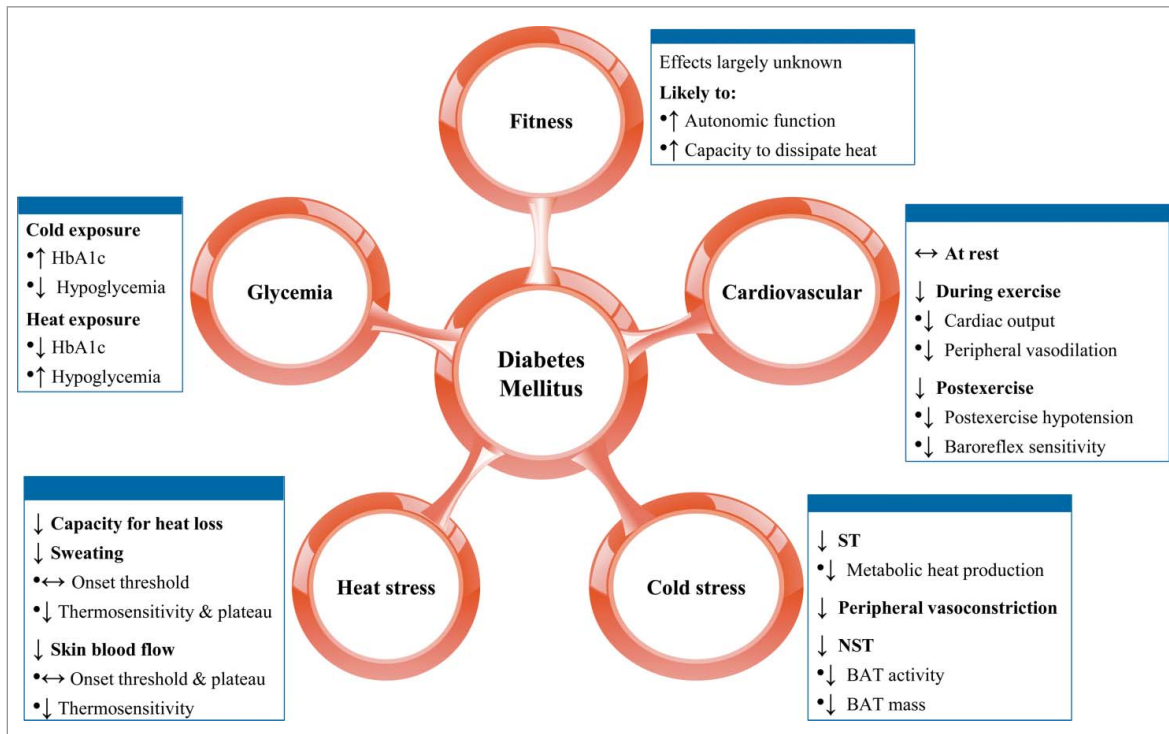 Fitness
Effects largely unknown
Likely to:
•↑ Autonomic function
•↑ Capacity to dissipate heat
Glycemia
Cold exposure
•↑ HbA1c
•↓ Hypoglycemia
Heat exposure
•↓ HbA1c
•↑ Hypoglycemia
Cardiovascular
↔ At rest
↓ During exercise
•↓ Cardiac output
•↓ Peripheral vasodilation
↓ Postexercise
•↓ Postexercise hypotension
•↓ Baroreflex sensitivity
Diabetes
Mellitus
Heat stress
↓ Capacity for heat loss
↓ Sweating
•↔ Onset threshold
•↓ Thermosensitivity & plateau
↓ Skin blood flow
•↔ Onset threshold & plateau
•↓ Thermosensitivity
Cold stress
↓ ST
•↓ Metabolic heat production
↓ Peripheral vasoconstriction
↓ NST
•↓ BAT activity
•↓ BAT mass